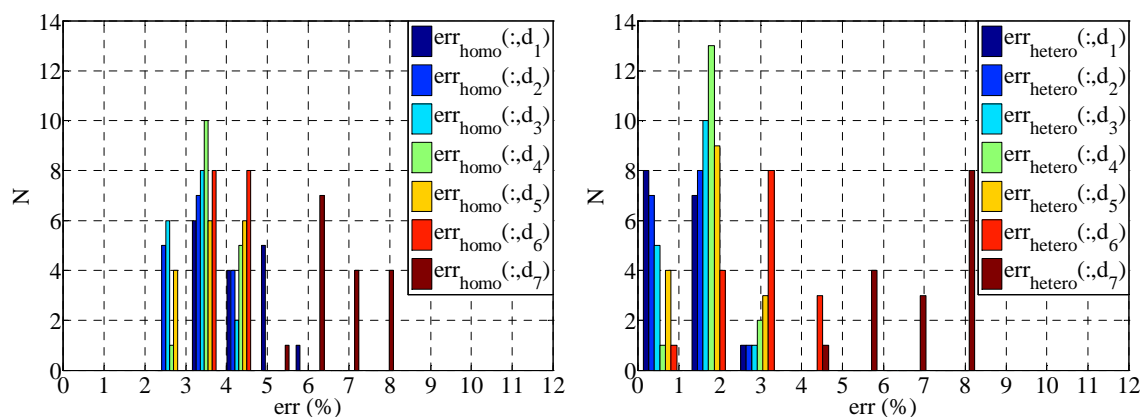 14
12
10
8
6
4
2
0
N
0 1 2 3 4 5 6 7 8 9 10 11 12
err (%)
err_homo(:,d_1)
err_homo(:,d_2)
err_homo(:,d_3)
err_homo(:,d_4)
err_homo(:,d_5)
err_homo(:,d_6)
err_homo(:,d_7)
14
12
10
8
6
4
2
0
N
0 1 2 3 4 5 6 7 8 9 10 11 12
err (%)
err_hetero(:,d_1)
err_hetero(:,d_2)
err_hetero(:,d_3)
err_hetero(:,d_4)
err_hetero(:,d_5)
err_hetero(:,d_6)
err_hetero(:,d_7)